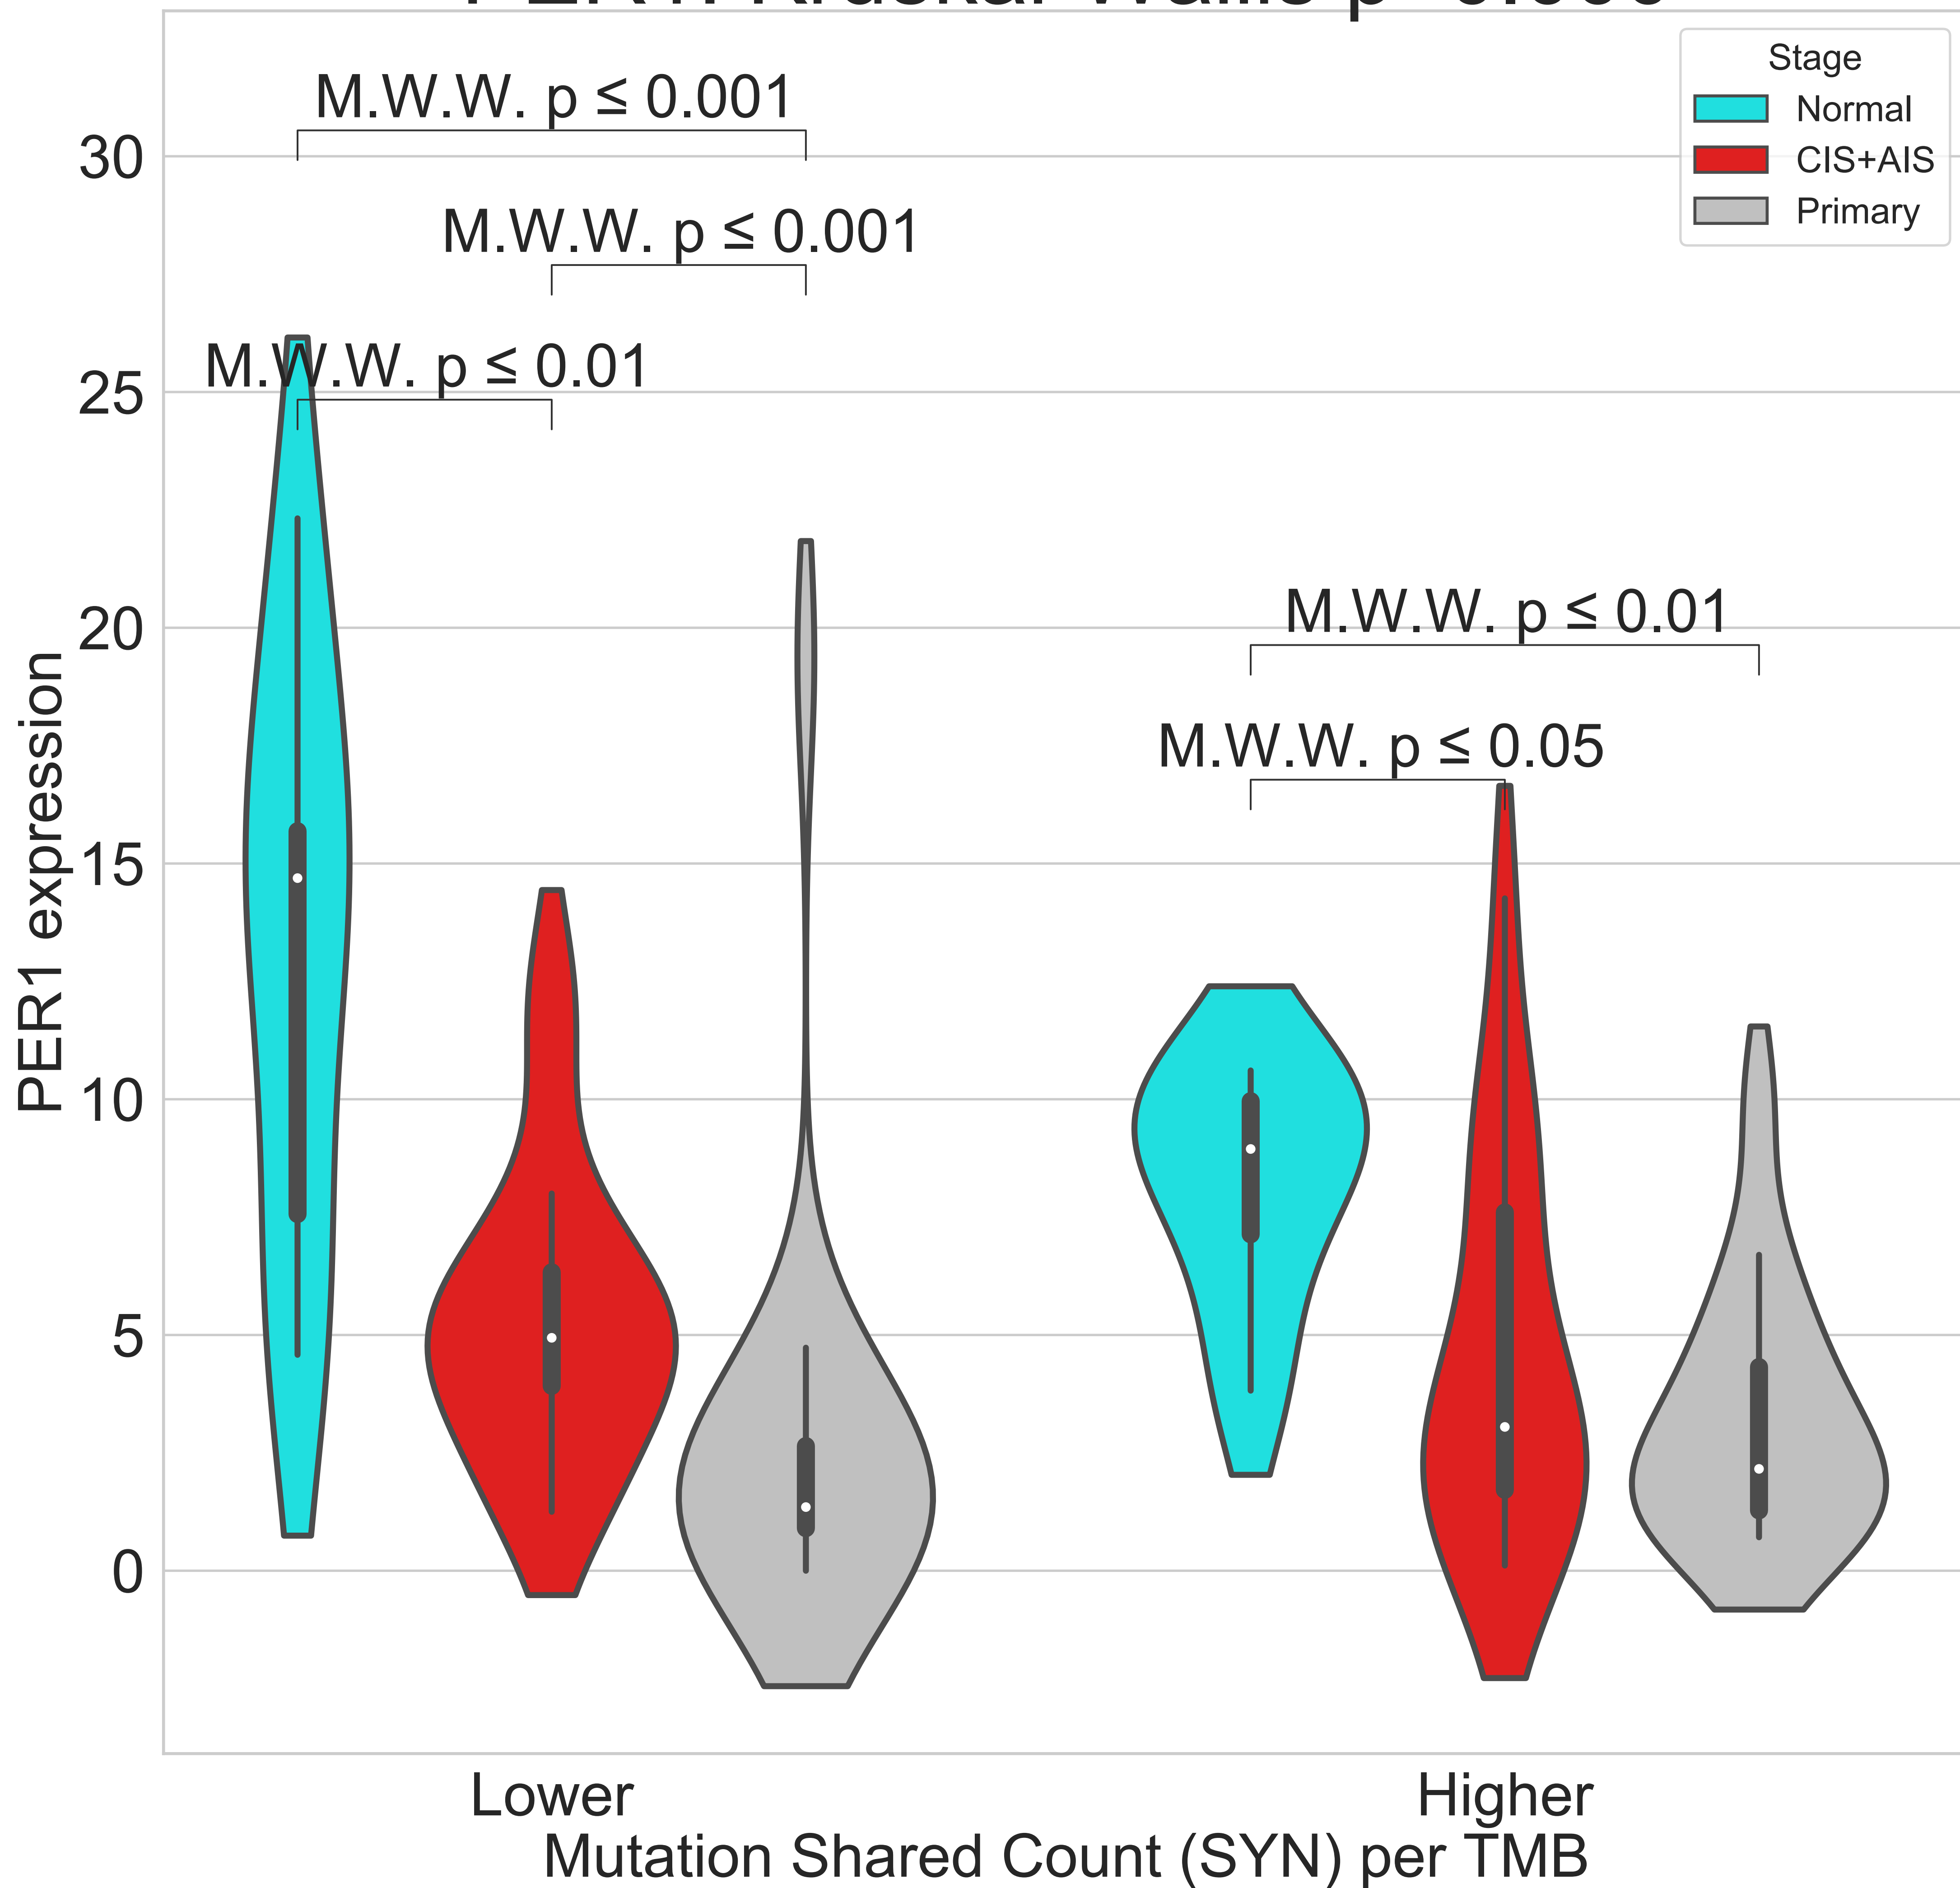 Stage
Normal
CIS+AIS
Primary
M.W.W. p ≤ 0.001
M.W.W. p ≤ 0.001
M.W.W. p ≤ 0.01
M.W.W. p ≤ 0.01
M.W.W. p ≤ 0.05
30
25
20
15
10
5
0
PER1 expression
Lower
Higher
Mutation Shared Count (SYN) per TMB